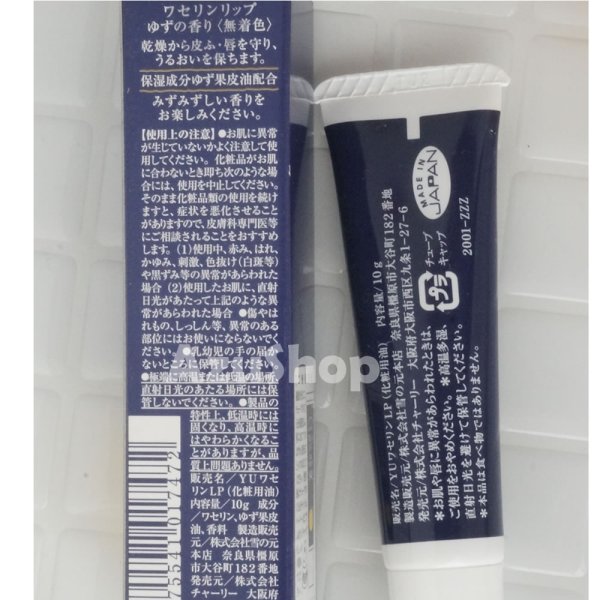 ワセリンリップ
ゆずの香り〈無着色〉
乾燥から皮ふ・唇を守り、
うるおいを保ちます。
保湿成分ゆず果皮油配合
みずみずしい香りを
お楽しみください。
【使用上の注意】●お肌に異常
が生じていないかよく注意して使
用してください。化粧品がお肌
に合わないとき即ち次のような場
合には、使用を中止してください。
そのまま化粧品類の使用を続け
ますと、症状を悪化させること
がありますので、皮膚科専門医等
にご相談されることをおすすめ
します。(1)使用中、赤み、はれ、
かゆみ、刺激、色抜け(白斑等)
や黒ずみ等の異常があらわれた
場合(2)使用したお肌に、直射
日光があたって上記のような異
常があらわれた場合 ●傷やは
れもの、しっしん等、異常のある
部位にはお使いにならないでく
ださい。●乳幼児の手の届か
ないところに保管してください。
●極端に高温または低温の場所、
直射日光のあたる場所には保
管しないでください。●製品の
特性上、低温時には
固くなり、高温時に
はやわらかくなるこ
とがありますが、品
質上問題ありません。
販売名/YUワセ
リンLP(化粧用油)
内容量/10g 成分
/ワセリン、ゆず果皮
油、香料 製造販売
元/株式会社雪の元
本店 奈良県橿原
市大谷町182番地
発売元/株式会社
チャーリー 大阪府
75540 017472
Shop
MADE IN
JAPAN
2001-ZZZ
プラ
チューブ
キャップ
販売名/YUワセリンLP(化粧用油) 内容量/10g
製造販売元/株式会社雪の元本店 奈良県橿原市大谷町182番地
発売元/株式会社チャーリー 大阪府大阪市西区九条1-27-6
*お肌や唇に異常があらわれたときは、
ご使用をおやめください。*高温多湿、
直射日光を避けて保管してください。
*本品は食べ物ではありません。